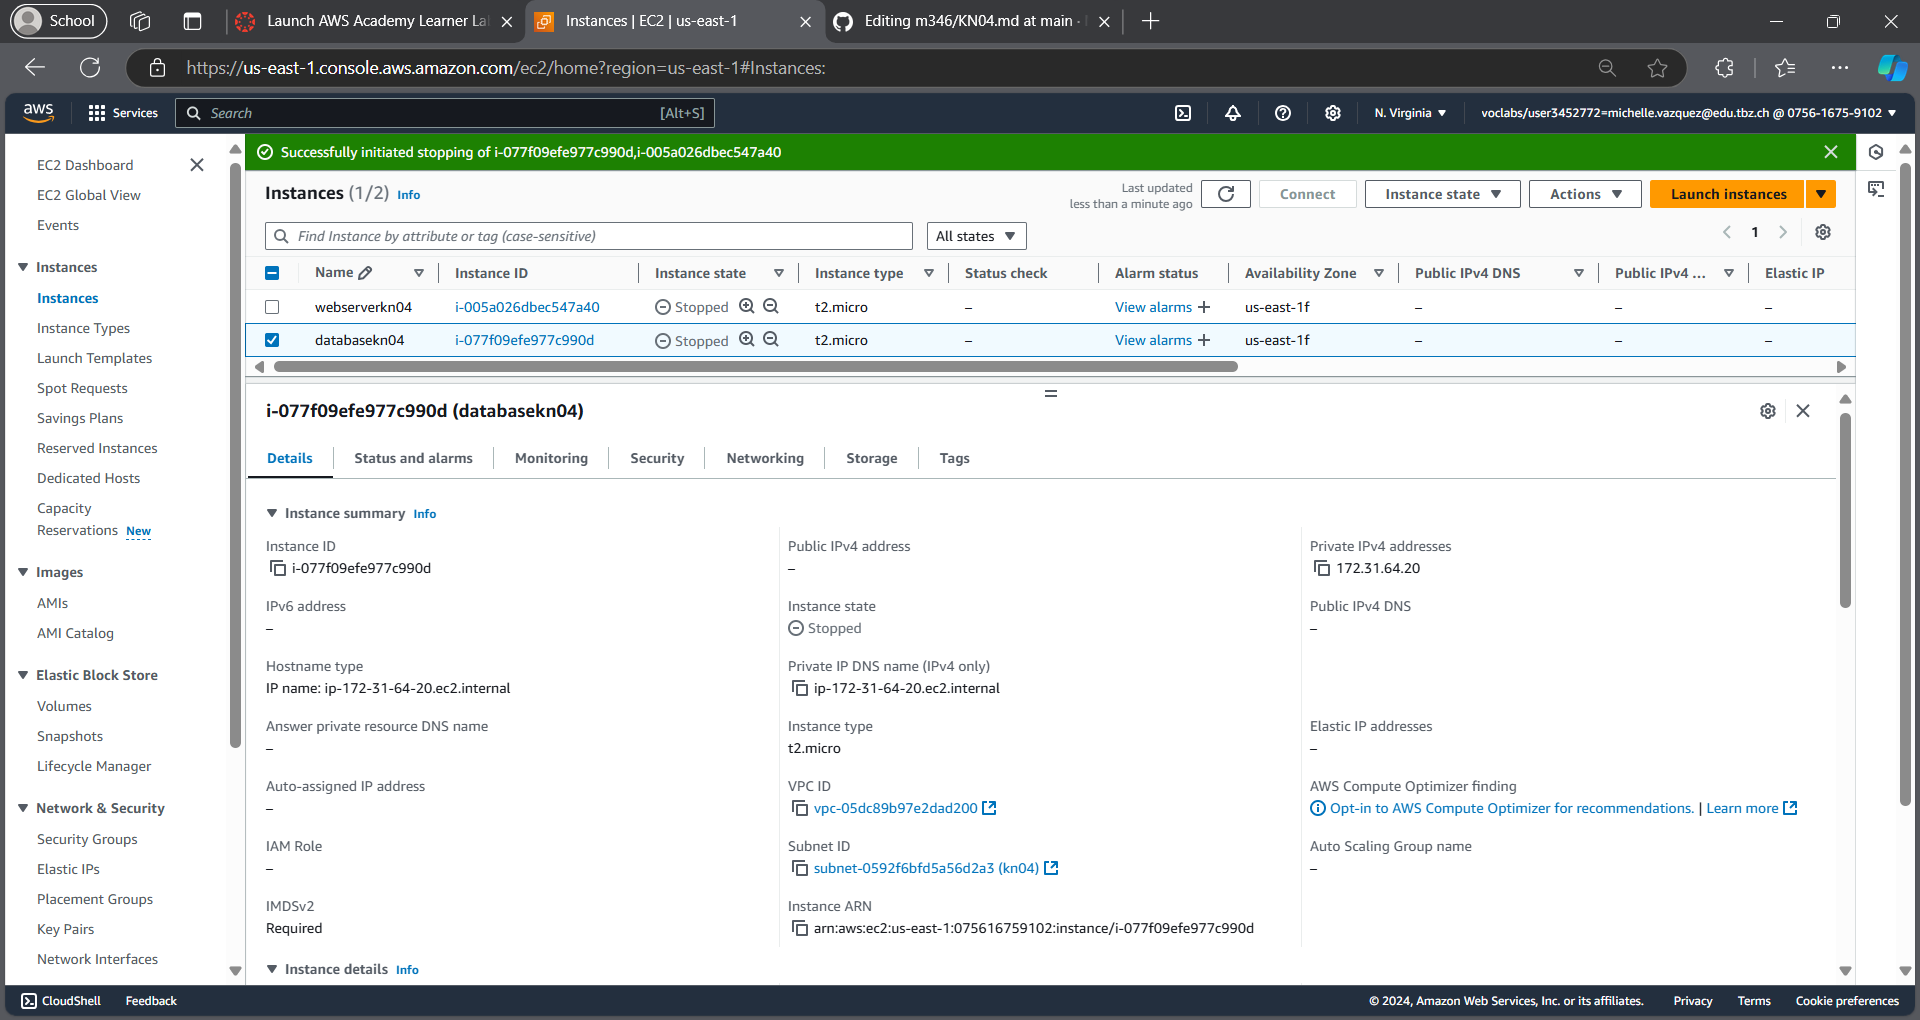 School
Launch AWS Academy Learner La
Instances | EC2 | us-east-1
Editing m346/KN04.md at main ·
https://us-east-1.console.aws.amazon.com/ec2/home?region=us-east-1#Instances:
aws
Services
Search
[Alt+S]
N. Virginia
voclabs/user3452772=michelle.vazquez@edu.tbz.ch @ 0756-1675-9102
EC2 Dashboard
EC2 Global View
Events
Instances
Instances
Instance Types
Launch Templates
Spot Requests
Savings Plans
Reserved Instances
Dedicated Hosts
Capacity
Reservations New
Images
AMIs
AMI Catalog
Elastic Block Store
Volumes
Snapshots
Lifecycle Manager
Network & Security
Security Groups
Elastic IPs
Placement Groups
Key Pairs
Network Interfaces
Successfully initiated stopping of i-077f09efe977c990d,i-005a026dbec547a40
Instances (1/2) Info
Last updated
less than a minute ago
Connect
Instance state
Actions
Launch instances
Find Instance by attribute or tag (case-sensitive)
All states
1
Name Instance ID Instance state Instance type Status check Alarm status Availability Zone Public IPv4 DNS Public IPv4 ... Elastic IP
webserverkn04 i-005a026dbec547a40 Stopped t2.micro – View alarms + us-east-1f – – –
databasekn04 i-077f09efe977c990d Stopped t2.micro – View alarms + us-east-1f – – –
i-077f09efe977c990d (databasekn04)
Details
Status and alarms
Monitoring
Security
Networking
Storage
Tags
Instance summary Info
Instance ID
i-077f09efe977c990d
Public IPv4 address
–
Private IPv4 addresses
172.31.64.20
IPv6 address
–
Instance state
Stopped
Public IPv4 DNS
–
Hostname type
IP name: ip-172-31-64-20.ec2.internal
Private IP DNS name (IPv4 only)
ip-172-31-64-20.ec2.internal
Answer private resource DNS name
–
Instance type
t2.micro
Elastic IP addresses
–
Auto-assigned IP address
–
VPC ID
vpc-05dc89b97e2dad200
AWS Compute Optimizer finding
Opt-in to AWS Compute Optimizer for recommendations. | Learn more
IAM Role
–
Subnet ID
subnet-0592f6bfd5a56d2a3 (kn04)
Auto Scaling Group name
–
IMDSv2
Required
Instance ARN
arn:aws:ec2:us-east-1:075616759102:instance/i-077f09efe977c990d
Instance details Info
CloudShell
Feedback
© 2024, Amazon Web Services, Inc. or its affiliates.
Privacy
Terms
Cookie preferences